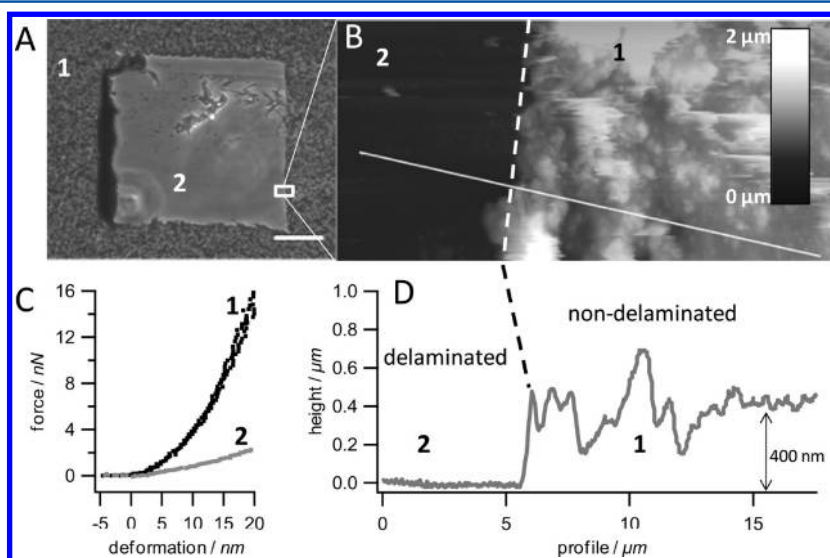 A
1
2
B
2
1
2 µm
0 µm
C
16
12
8
4
0
force / nN
1
2
-5 0 5 10 15 20
deformation / nm
D
1.0
0.8
0.6
0.4
0.2
0.0
height / µm
delaminated
non-delaminated
2
1
400 nm
0 5 10 15
profile / µm